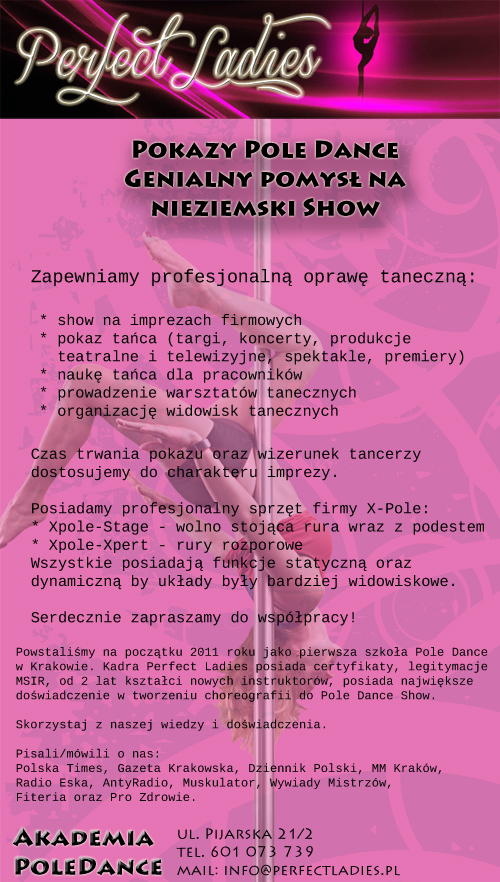 Perfect Ladies
Pokazy Pole Dance
Genialny pomysł na
nieziemski Show
Zapewniamy profesjonalną oprawę taneczną:
* show na imprezach firmowych
* pokaz tańca (targi, koncerty, produkcje
teatralne i telewizyjne, spektakle, premiery)
* naukę tańca dla pracowników
* prowadzenie warsztatów tanecznych
* organizację widowisk tanecznych
Czas trwania pokazu oraz wizerunek tancerzy
dostosujemy do charakteru imprezy.
Posiadamy profesjonalny sprzęt firmy X-Pole:
* Xpole-Stage - wolno stojąca rura wraz z podestem
* Xpole-Xpert - rury rozporowe
Wszystkie posiadają funkcje statyczną oraz
dynamiczną by układy były bardziej widowiskowe.
Serdecznie zapraszamy do współpracy!
Powstaliśmy na początku 2011 roku jako pierwsza szkoła Pole Dance
w Krakowie. Kadra Perfect Ladies posiada certyfikaty, legitymacje
MSIR, od 2 lat kształci nowych instruktorów, posiada największe
doświadczenie w tworzeniu choreografii do Pole Dance Show.
Skorzystaj z naszej wiedzy i doświadczenia.
Pisali/mówili o nas:
Polska Times, Gazeta Krakowska, Dziennik Polski, MM Kraków,
Radio Eska, AntyRadio, Muskulator, Wywiady Mistrzów,
Fiteria oraz Pro Zdrowie.
Akademia
PoleDance
ul. Pijarska 21/2
tel. 601 073 739
mail: info@perfectladies.pl